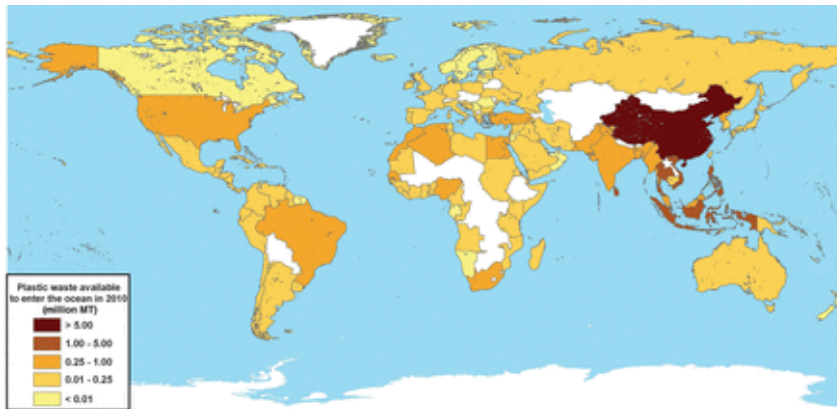 Plastic waste available
to enter the ocean in 2010
(million MT)
> 5.00
1.00 - 5.00
0.25 - 1.00
0.01 - 0.25
< 0.01